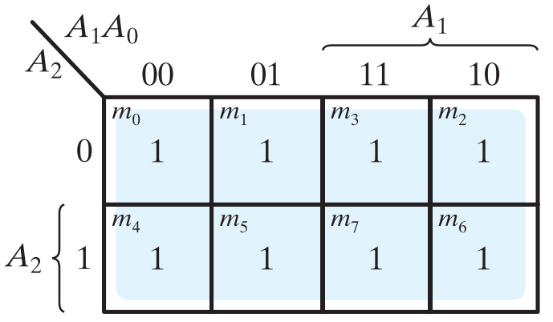 A₁A₀
A₁
A₂
00 01 11 10
m₀ m₁ m₃ m₂
0 1 1 1 1
m₄ m₅ m₇ m₆
A₂ 1 1 1 1 1